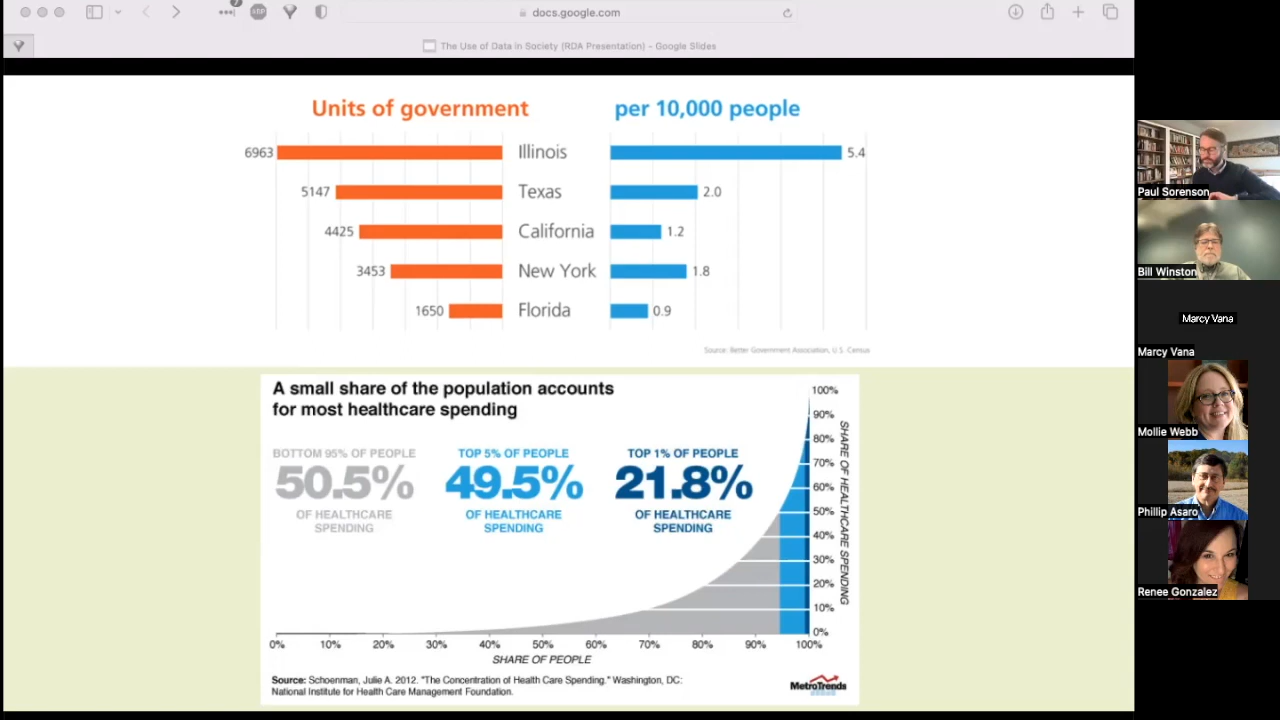 7
STOP
docs.google.com
The Use of Data in Society (RDA Presentation) – Google Slides
Units of government per 10,000 people
6963 Illinois 5.4
5147 Texas 2.0
4425 California 1.2
3453 New York 1.8
1650 Florida 0.9
Source: Better Government Association, U.S. Census
A small share of the population accounts
for most healthcare spending
BOTTOM 95% OF PEOPLE
50.5%
OF HEALTHCARE
SPENDING
TOP 5% OF PEOPLE
49.5%
OF HEALTHCARE
SPENDING
TOP 1% OF PEOPLE
21.8%
OF HEALTHCARE
SPENDING
100%
90%
80%
70%
60%
50%
40%
30%
20%
10%
0%
SHARE OF HEALTHCARE SPENDING
0% 10% 20% 30% 40% 50% 60% 70% 80% 90% 100%
SHARE OF PEOPLE
Source: Schoenman, Julie A. 2012. "The Concentration of Health Care Spending." Washington, DC:
National Institute for Health Care Management Foundation.
MetroTrends
Paul Sorenson
Bill Winston
Marcy Vana
Marcy Vana
Mollie Webb
Phillip Asaro
Renee Gonzalez